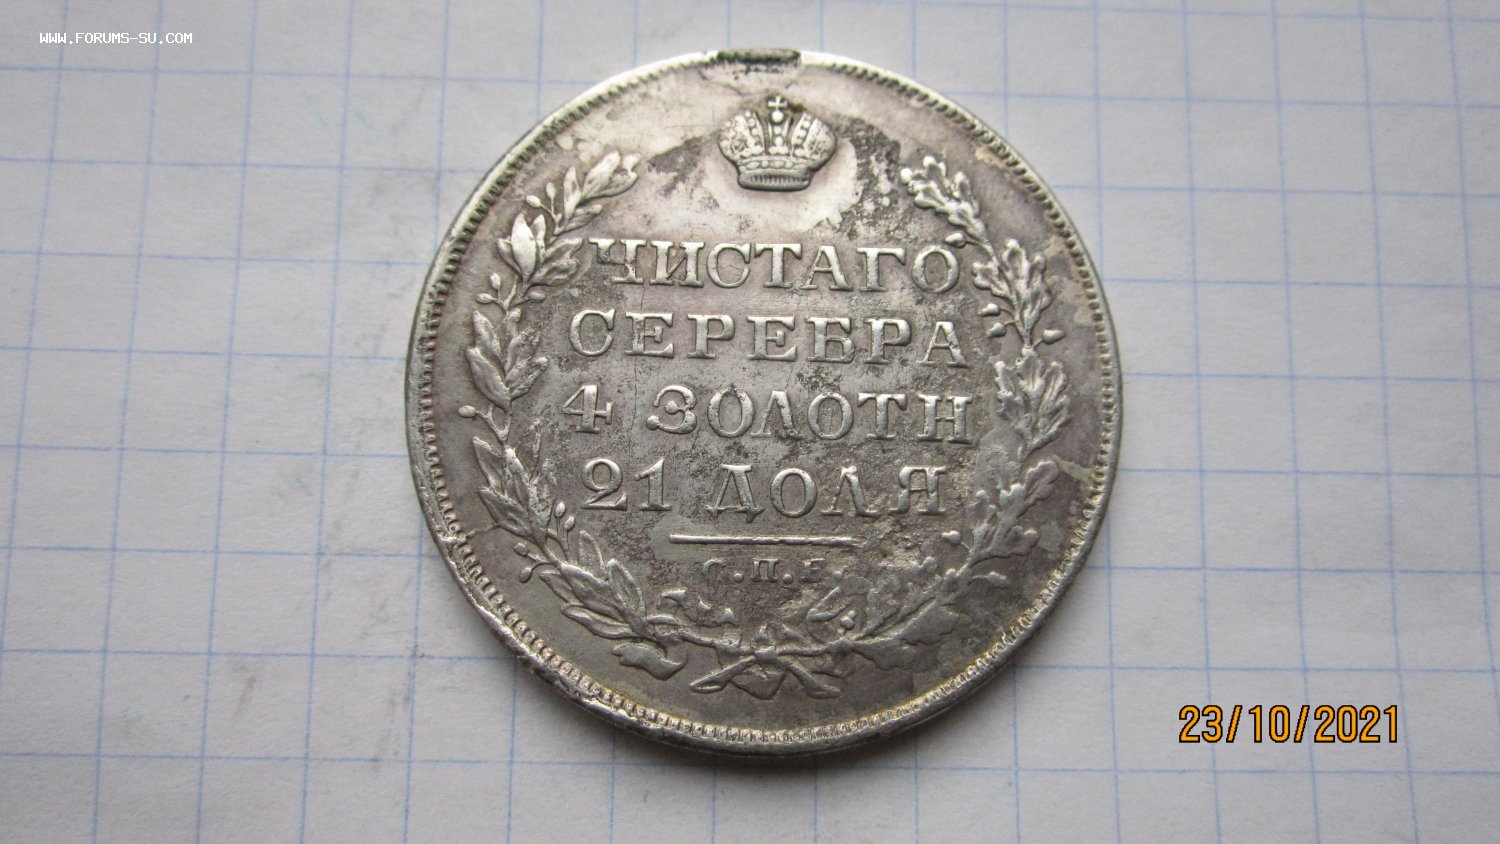 WWW.FORUMS-SU.COM
ЧИСТАГО
СЕРЕБРА
4 ЗОЛОТН
21 ДОЛЯ
С.П.Б
23/10/2021